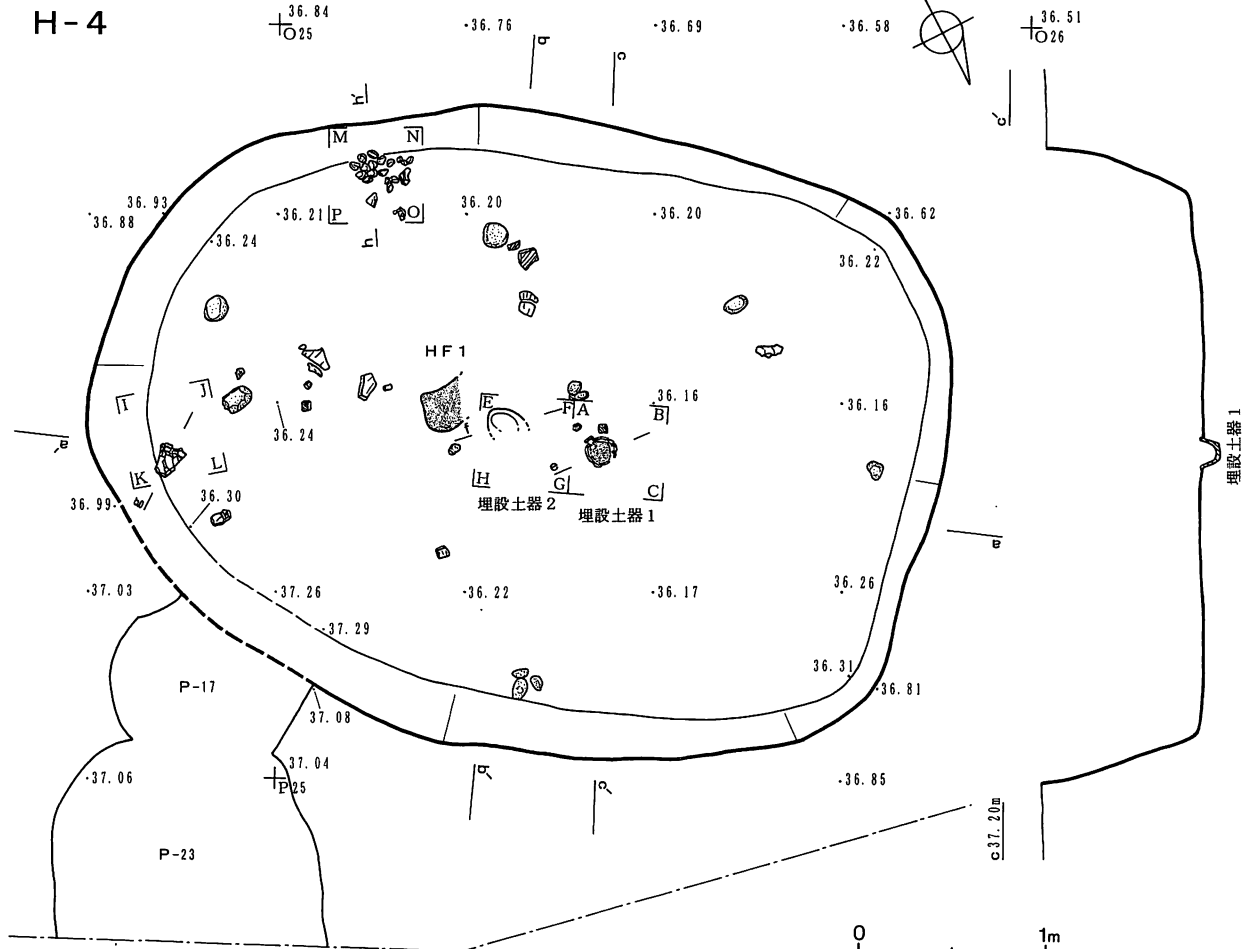 H-4
36.84
O25
36.76
36.69
36.58
36.51
O26
b
c
c'
h'
M
N
36.93
36.88
36.21
P
O
36.20
36.20
36.62
36.24
h
36.22
HF1
I
J
E
F
A
B
36.16
36.16
36.24
a'
f
K
L
H
G
C
36.99
36.30
埋設土器2
埋設土器1
埋設土器1
a
37.03
37.26
36.22
36.17
36.26
37.29
36.31
36.81
P-17
37.08
37.04
37.06
P25
b'
c'
36.85
c 37.20m
P-23
0
1m